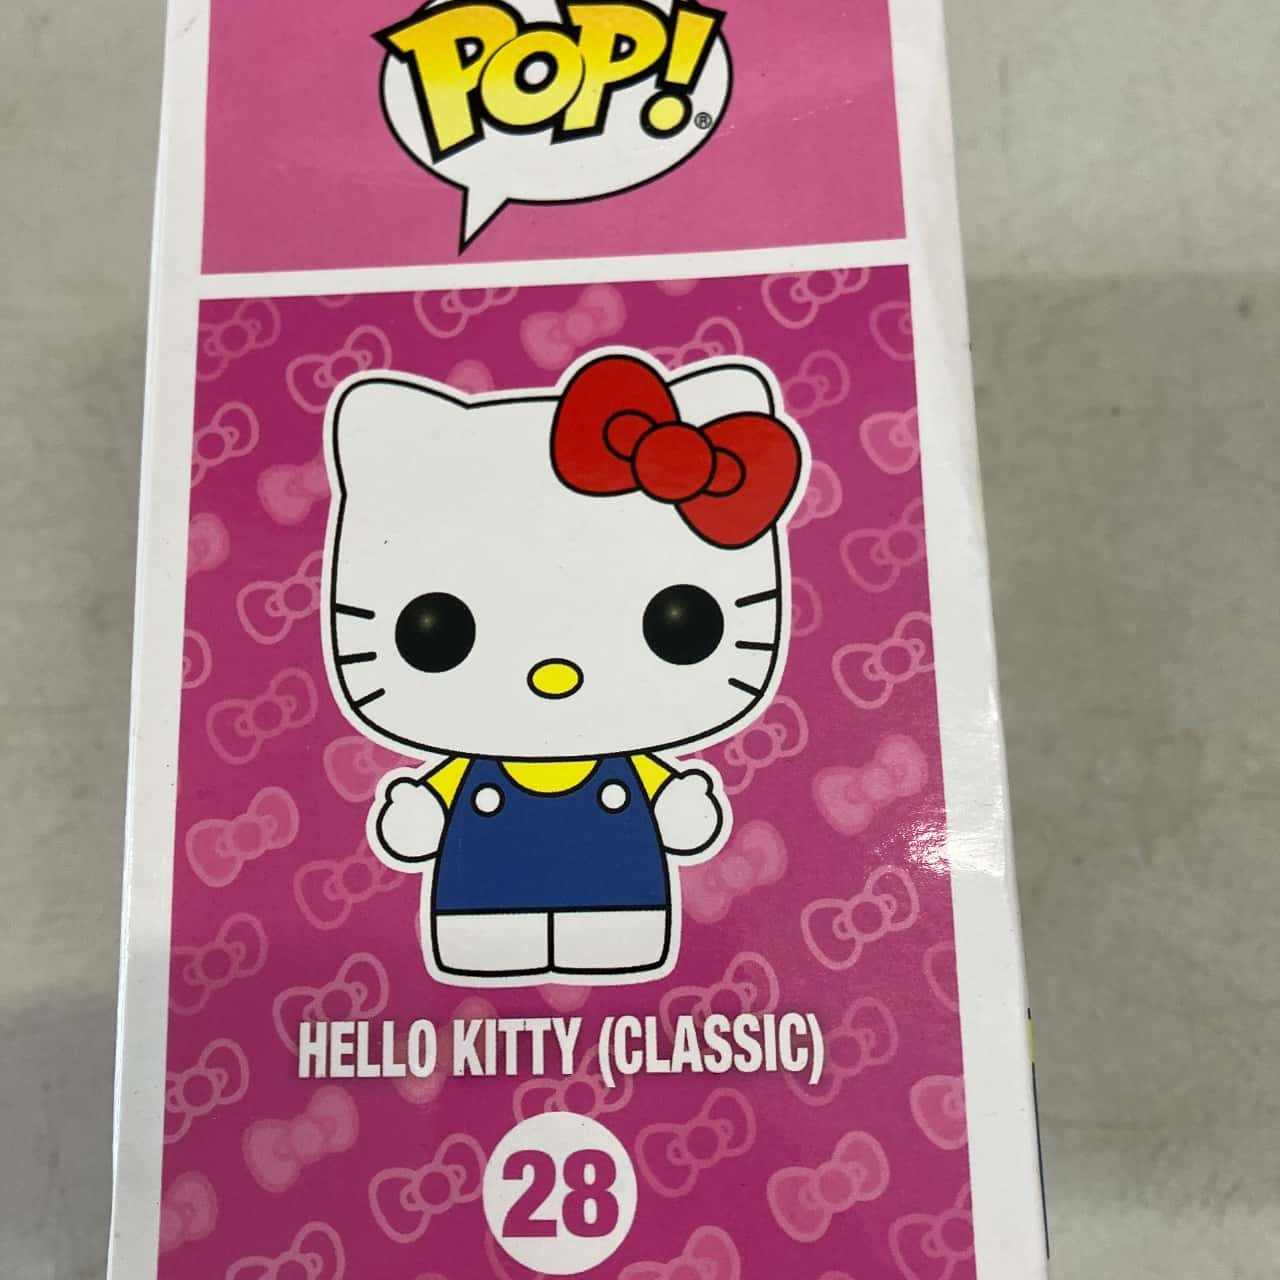 POP!®
HELLO KITTY (CLASSIC)
28